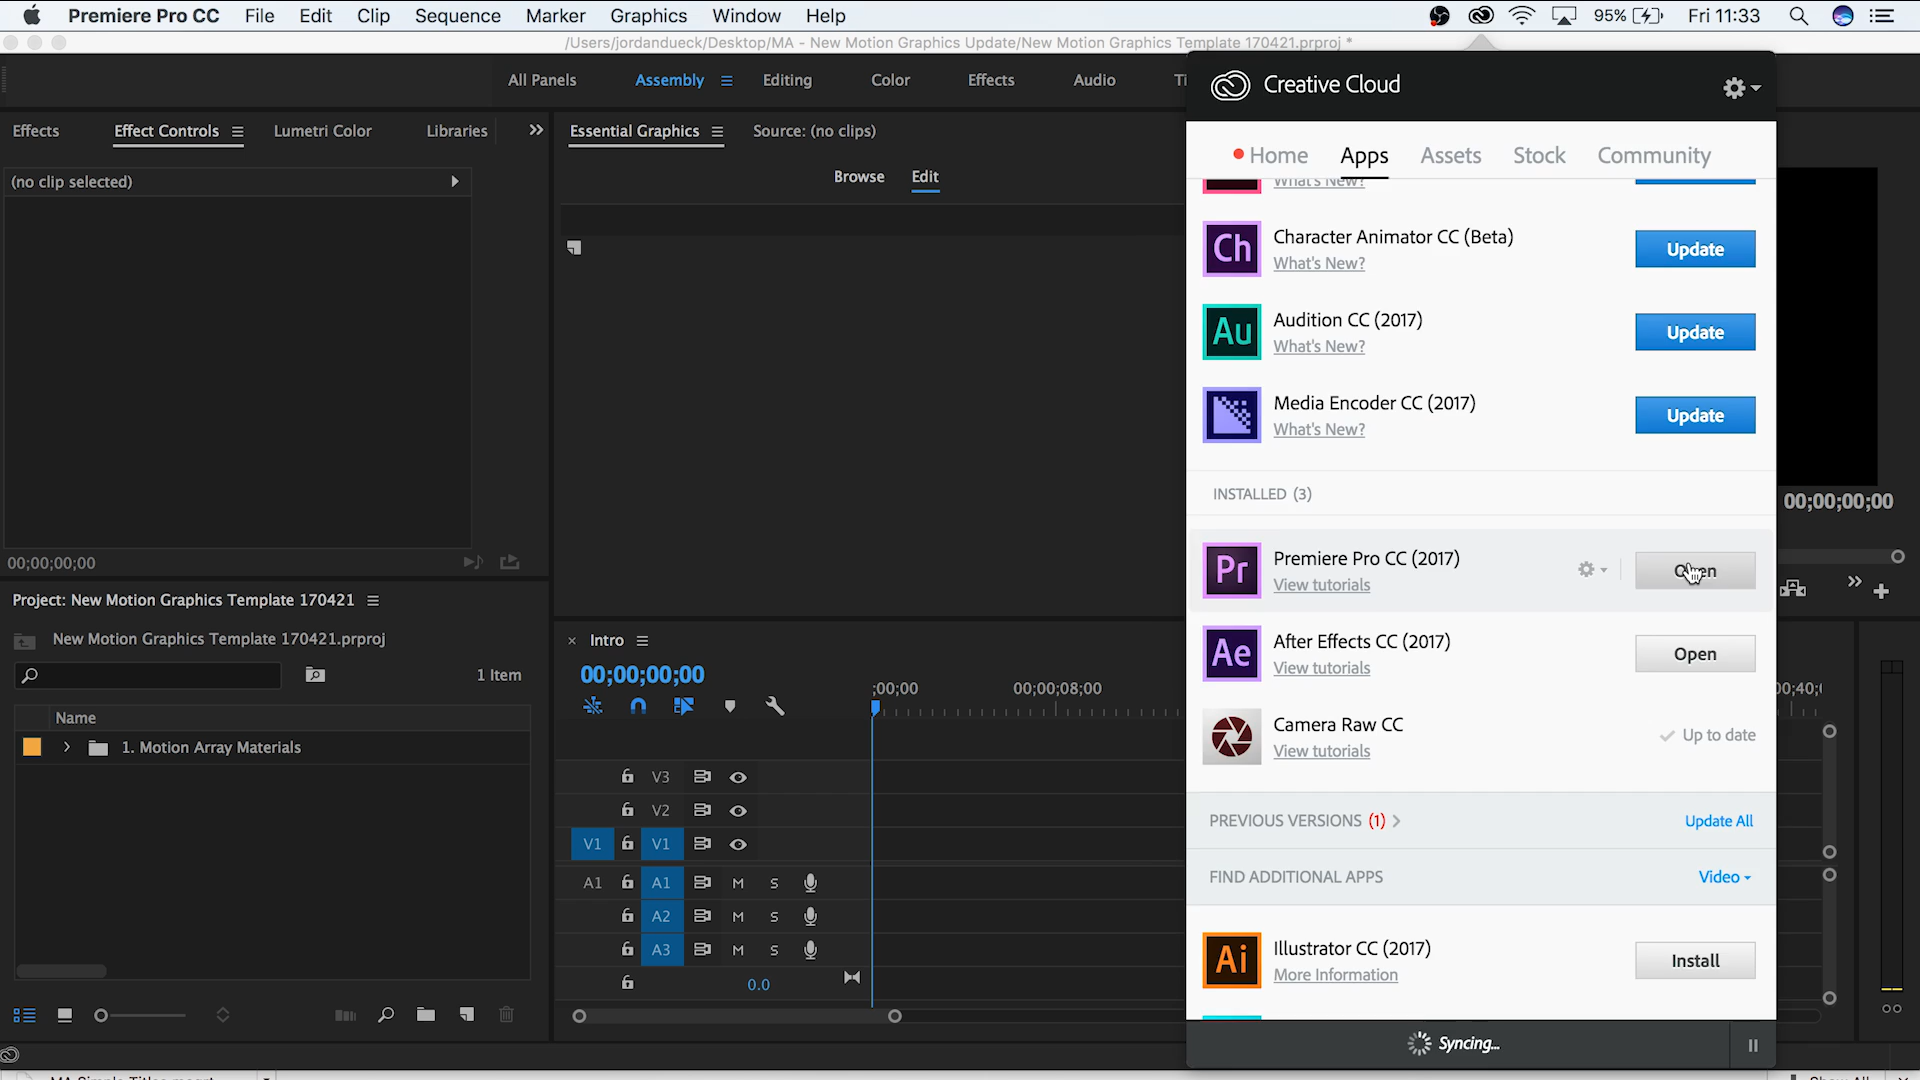 Premiere Pro CC File Edit Clip Sequence Marker Graphics Window Help 95% Fri 11:33
/Users/jordandueck/Desktop/MA - New Motion Graphics Update/New Motion Graphics Template 170421.prproj *
All Panels Assembly Editing Color Effects Audio Ti
Effects Effect Controls Lumetri Color Libraries
(no clip selected)
00;00;00;00
Essential Graphics Source: (no clips)
Browse Edit
Project: New Motion Graphics Template 170421
New Motion Graphics Template 170421.prproj
1 Item
Name
1. Motion Array Materials
Intro
00;00;00;00
;00;00 00;00;08;00
V3
V2
V1 V1
A1 A1 M S
A2 M S
A3 M S
0.0
Creative Cloud
Home Apps Assets Stock Community
What's New?
Ch Character Animator CC (Beta) Update
What's New?
Au Audition CC (2017) Update
What's New?
Media Encoder CC (2017) Update
What's New?
INSTALLED (3)
Pr Premiere Pro CC (2017) Open
View tutorials
Ae After Effects CC (2017) Open
View tutorials
Camera Raw CC Up to date
View tutorials
PREVIOUS VERSIONS (1) Update All
FIND ADDITIONAL APPS Video
Ai Illustrator CC (2017) Install
More Information
Syncing...
00;00;00;00